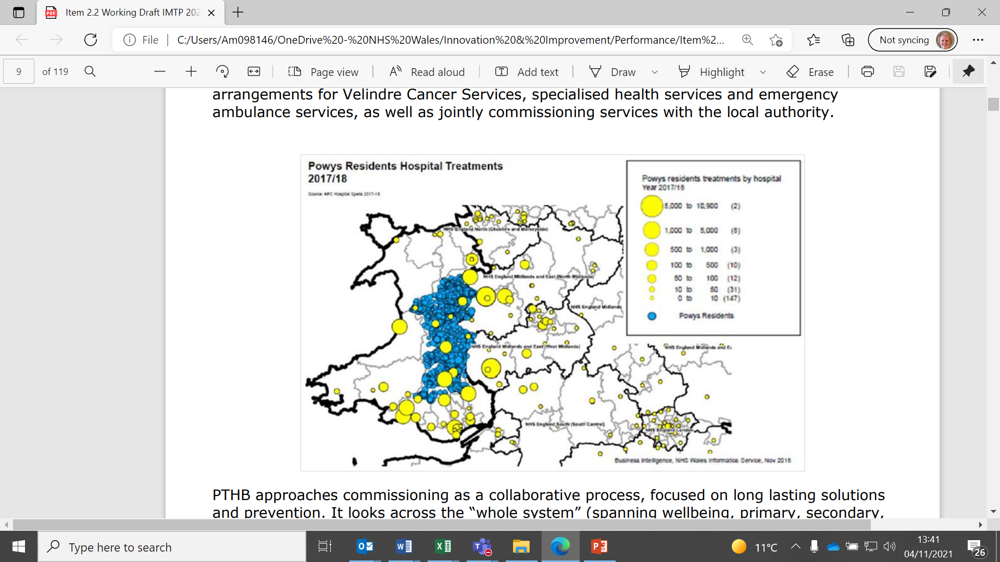 Item 2.2 Working Draft IMTP 202
File
C:/Users/Am098146/OneDrive%20-%20NHS%20Wales/Innovation%20&%20Improvement/Performance/Item%2...
Not syncing
9 of 119
Page view
Read aloud
Add text
Draw
Highlight
Erase
arrangements for Velindre Cancer Services, specialised health services and emergency
ambulance services, as well as jointly commissioning services with the local authority.
Powys Residents Hospital Treatments
2017/18
Source: APC Hospital Spells 2017-18
Powys residents treatments by hospital
Year 2017/18
5,000 to 10,900 (2)
1,000 to 5,000 (8)
500 to 1,000 (3)
100 to 500 (10)
50 to 100 (12)
10 to 50 (31)
0 to 10 (147)
Powys Residents
NHS England North (Cheshire and Merseyside)
NHS England Midlands and East (North Midlands)
NHS England Midlands
NHS England Midlands and East (West Midlands)
NHS England Midlands and Ea
NHS England South (South Central)
NHS England London
Business Intelligence, NHS Wales Informatics Service, Nov 2018
PTHB approaches commissioning as a collaborative process, focused on long lasting solutions
and prevention. It looks across the “whole system” (spanning wellbeing, primary, secondary,
Type here to search
11°C
13:41
04/11/2021
26